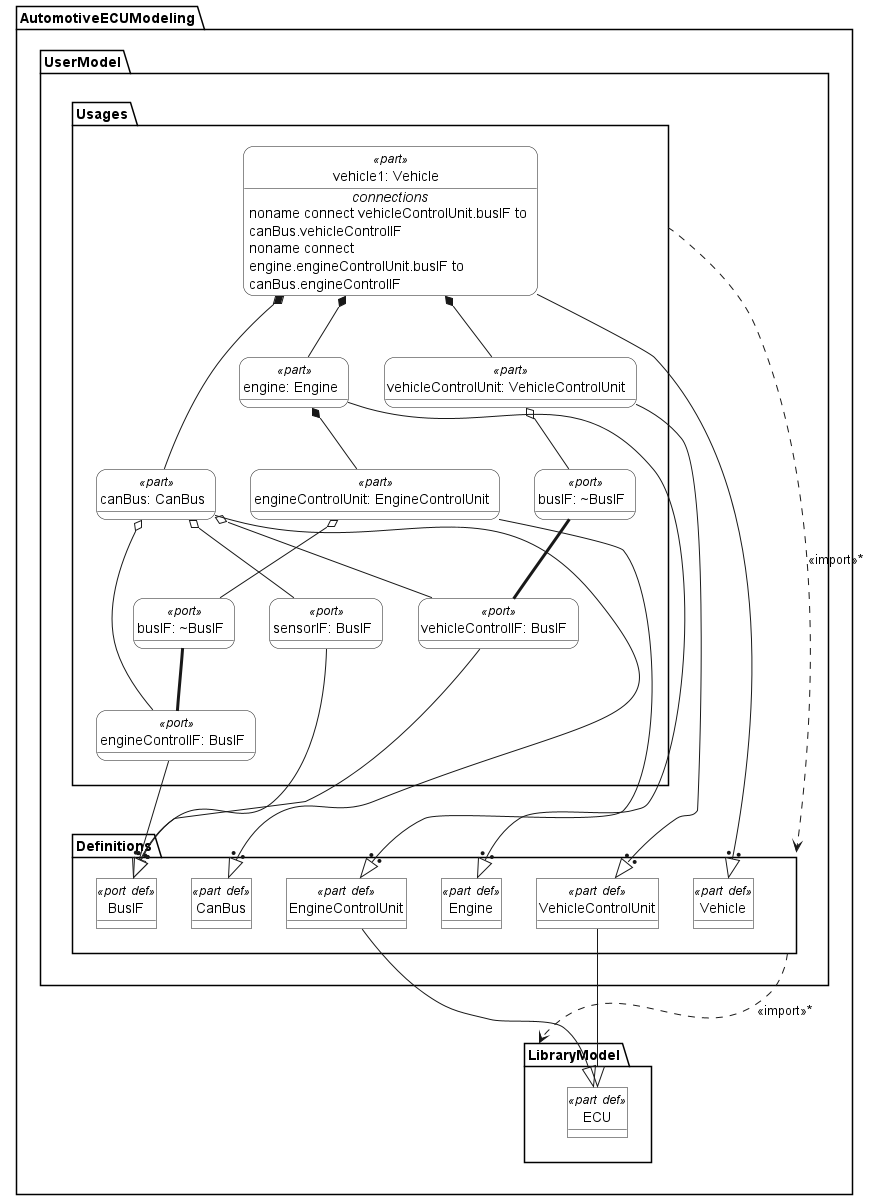 AutomotiveECUModeling
UserModel
Usages
«part»
vehicle1: Vehicle
connections
noname connect vehicleControlUnit.busIF to
canBus.vehicleControlIF
noname connect
engine.engineControlUnit.busIF to
canBus.engineControlIF
«part»
engine: Engine
«part»
vehicleControlUnit: VehicleControlUnit
«part»
canBus: CanBus
«part»
engineControlUnit: EngineControlUnit
«port»
busIF: ~BusIF
«import»*
«port»
busIF: ~BusIF
«port»
sensorIF: BusIF
«port»
vehicleControlIF: BusIF
«port»
engineControlIF: BusIF
Definitions
«port def»
BusIF
«part def»
CanBus
«part def»
EngineControlUnit
«part def»
Engine
«part def»
VehicleControlUnit
«part def»
Vehicle
«import»*
LibraryModel
«part def»
ECU